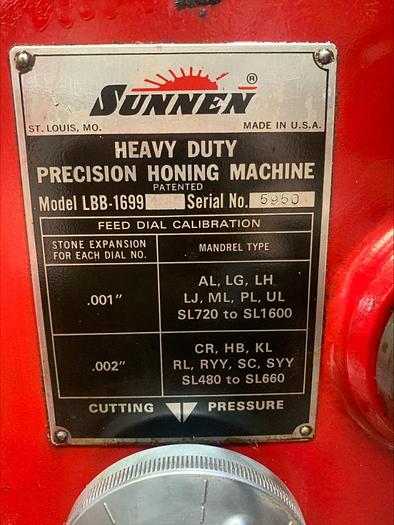 SUNNEN ®
ST. LOUIS, MO. MADE IN U.S.A.
HEAVY DUTY
PRECISION HONING MACHINE
PATENTED
Model LBB-1699 Serial No. 5950
FEED DIAL CALIBRATION
STONE EXPANSION
FOR EACH DIAL NO.
MANDREL TYPE
.001"
AL, LG, LH
LJ, ML, PL, UL
SL720 to SL1600
.002"
CR, HB, KL
RL, RYY, SC, SYY
SL480 to SL660
CUTTING PRESSURE